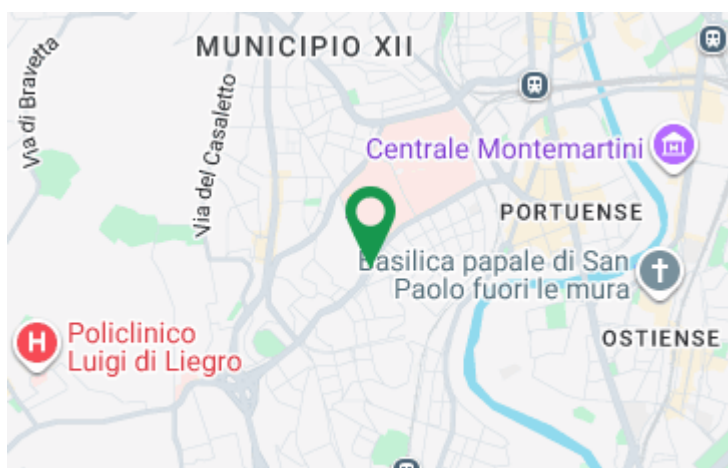 MUNICIPIO XII
Via di Bravetta
Via del Casaletto
Centrale Montemartini
PORTUENSE
Basilica papale di San
Paolo fuori le mura
OSTIENSE
H
Policlinico
Luigi di Liegro